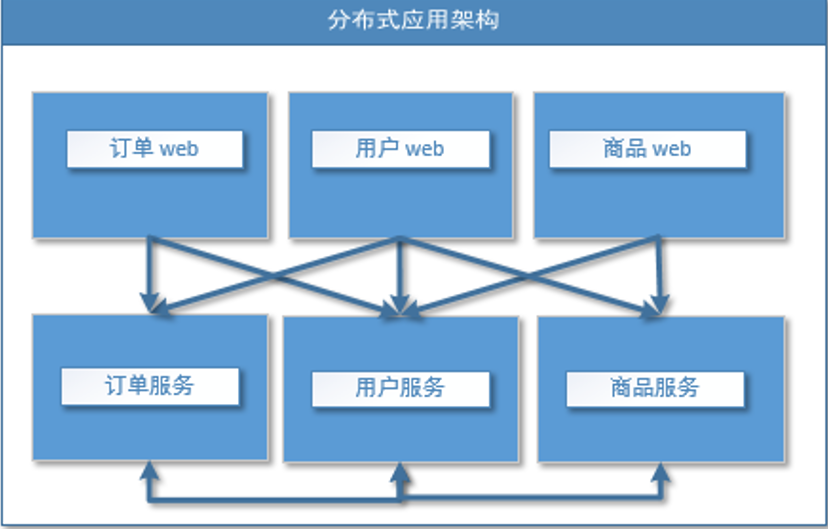 分布式应用架构
订单 web
用户 web
商品 web
订单服务
用户服务
商品服务